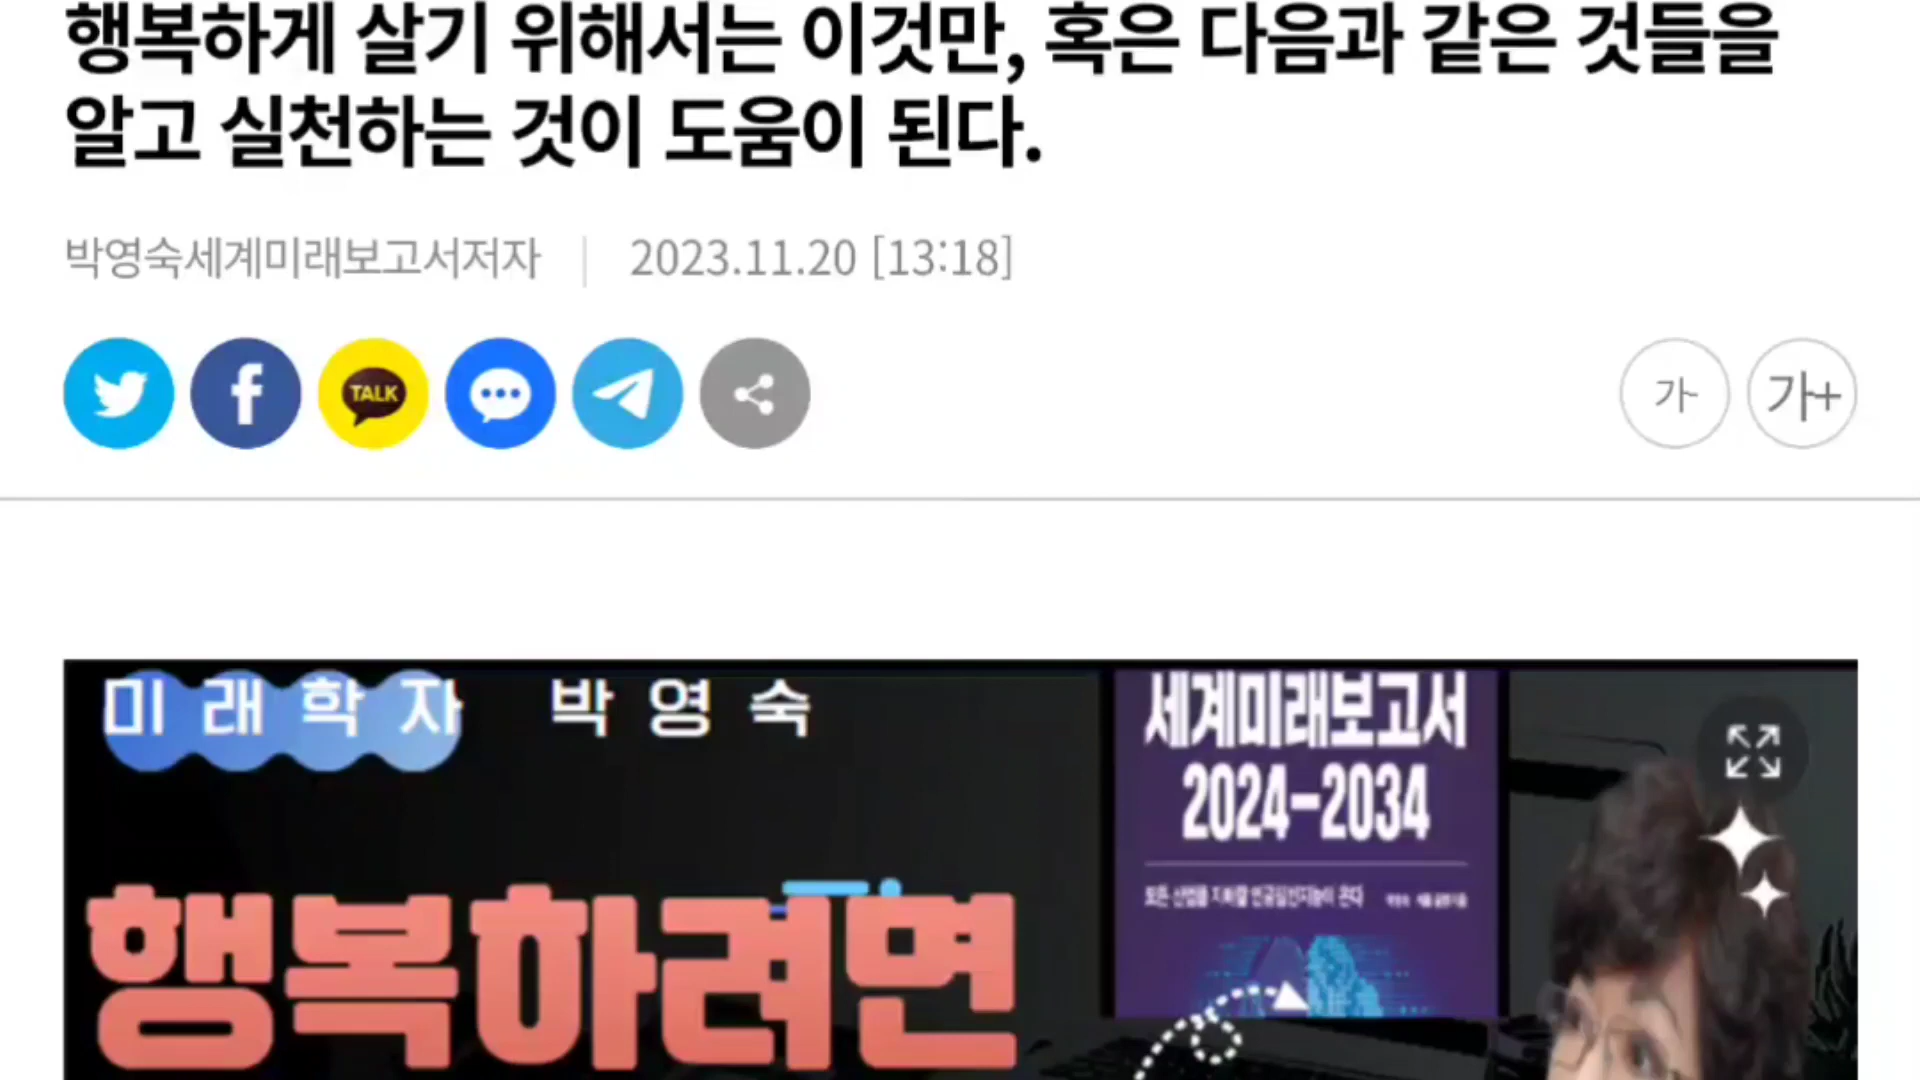 행복하게 살기 위해서는 이것만, 혹은 다음과 같은 것들을
알고 실천하는 것이 도움이 된다.
박영숙세계미래보고서저자 2023.11.20 [13:18]
TALK
가- 가+
미래학자 박영숙
세계미래보고서
2024-2034
행복하려면